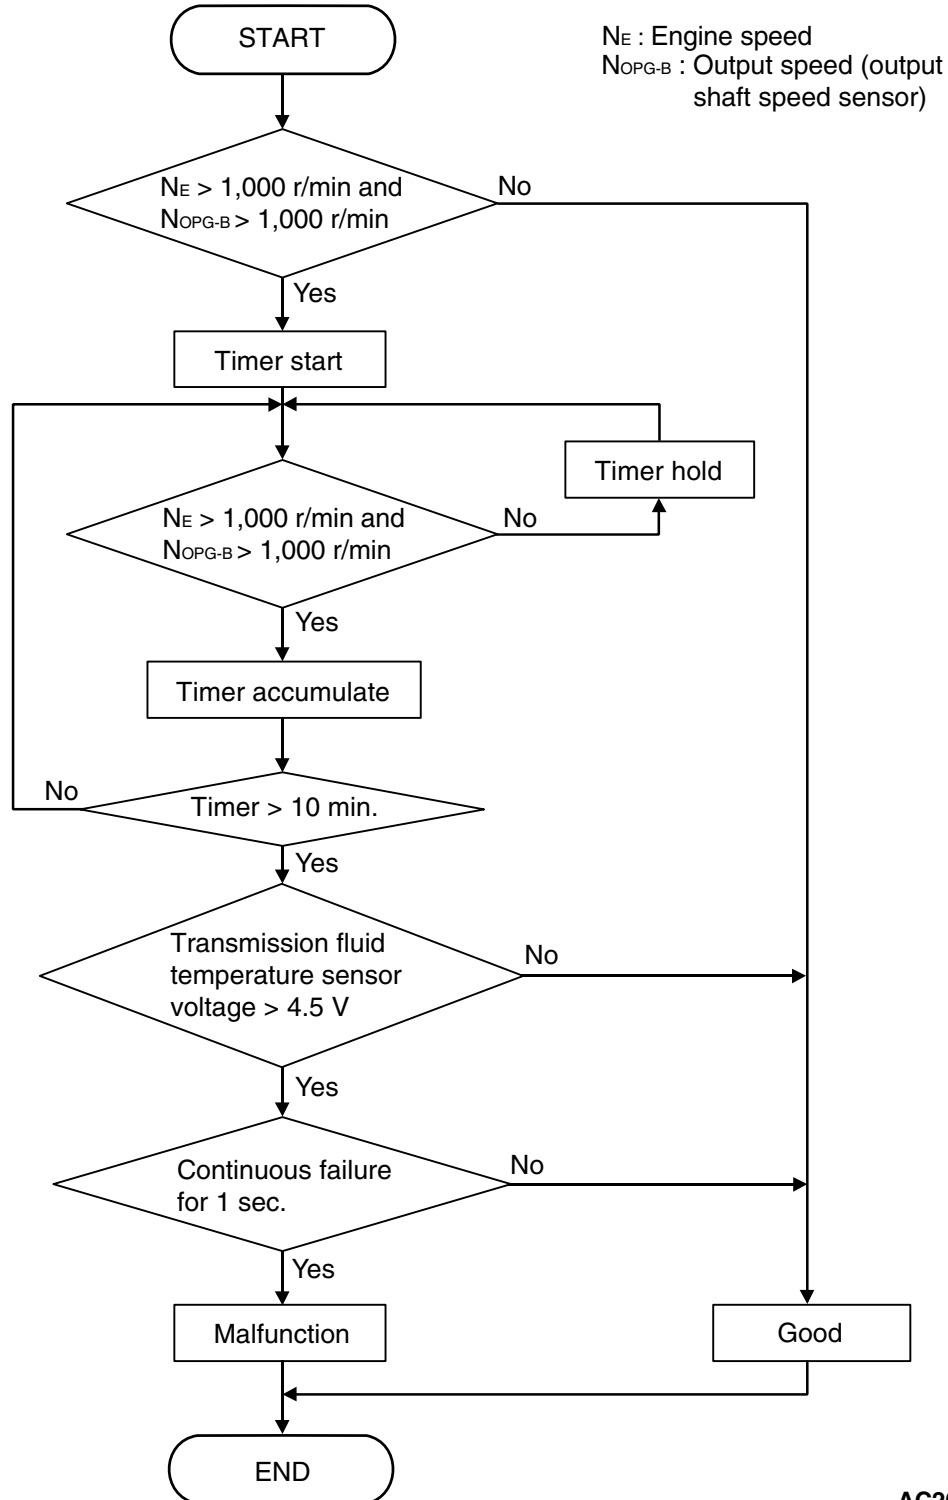 START
NE : Engine speed
NOPG-B : Output speed (output
shaft speed sensor)
NE > 1,000 r/min and
NOPG-B > 1,000 r/min
No
Yes
Timer start
Timer hold
NE > 1,000 r/min and
NOPG-B > 1,000 r/min
No
Yes
Timer accumulate
No
Timer > 10 min.
Yes
Transmission fluid
temperature sensor
voltage > 4.5 V
No
Yes
Continuous failure
for 1 sec.
No
Yes
Malfunction
Good
END